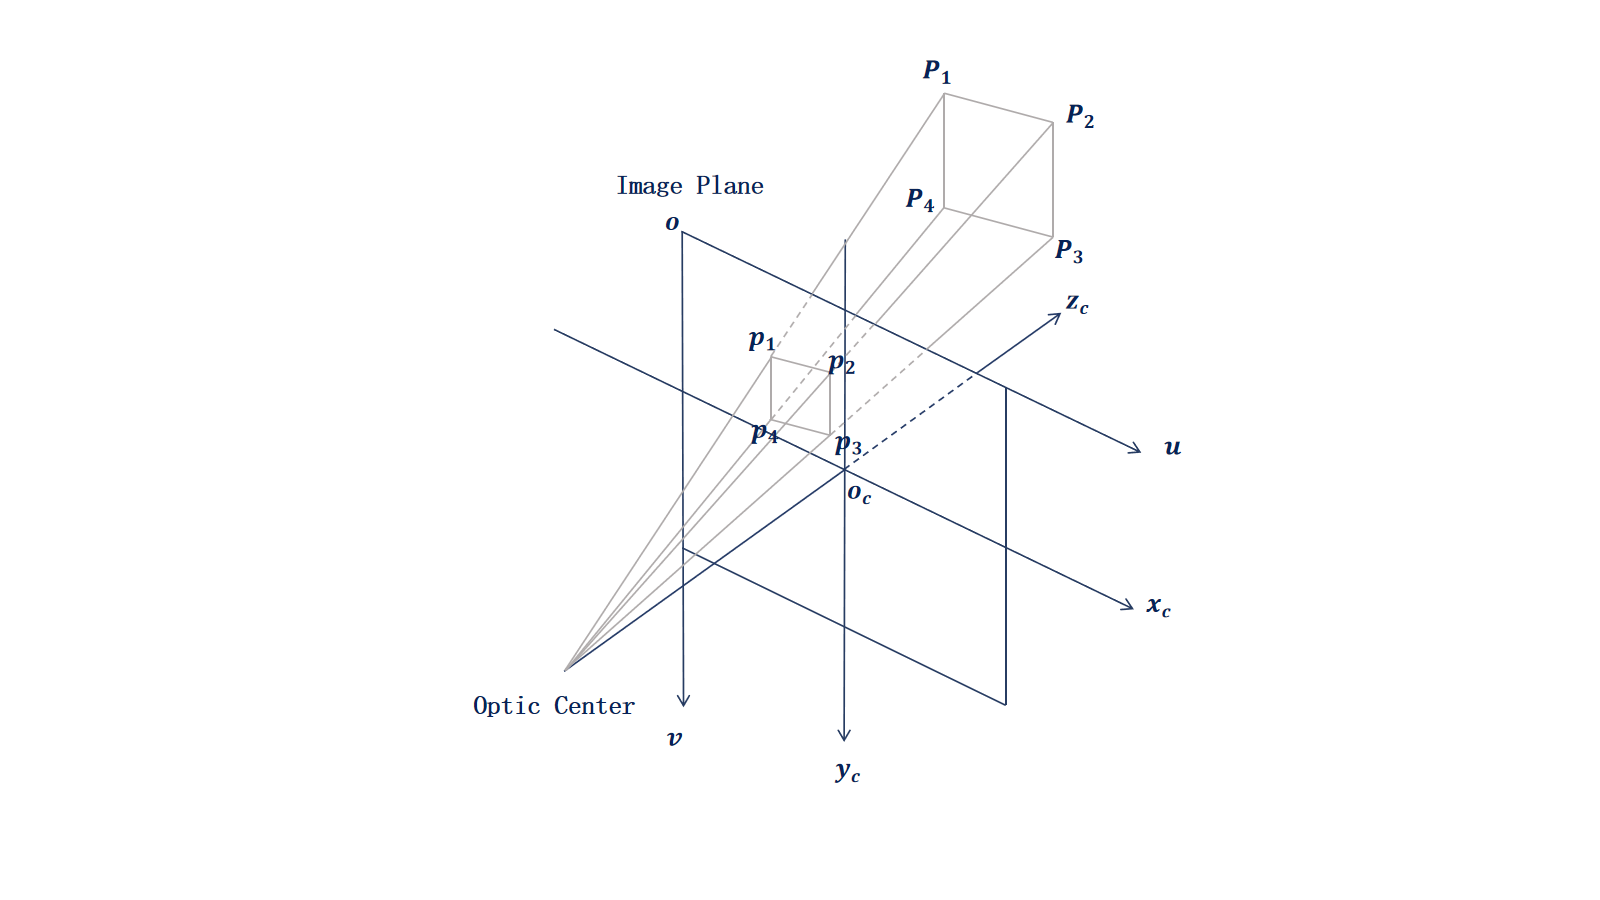 P1
P2
Image Plane
P4
o
P3
zc
p1
p2
p4
p3
u
oc
xc
Optic Center
v
yc